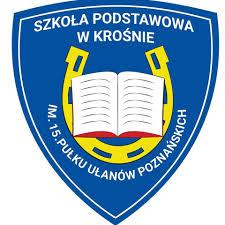 SZKOŁA PODSTAWOWA
W KROŚNIE
IM. 15.PUŁKU UŁANÓW POZNAŃSKICH